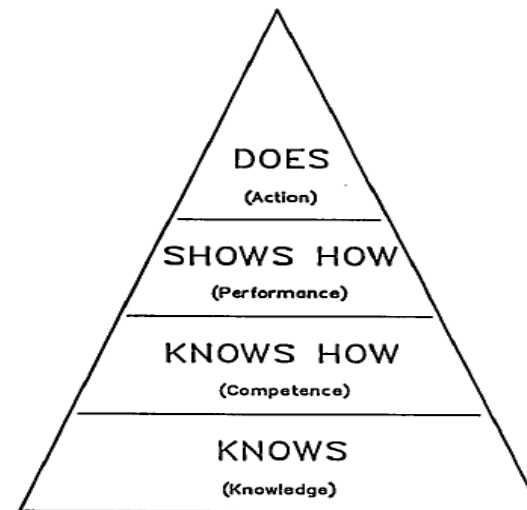 DOES
(Action)
SHOWS HOW
(Performance)
KNOWS HOW
(Competence)
KNOWS
(Knowledge)